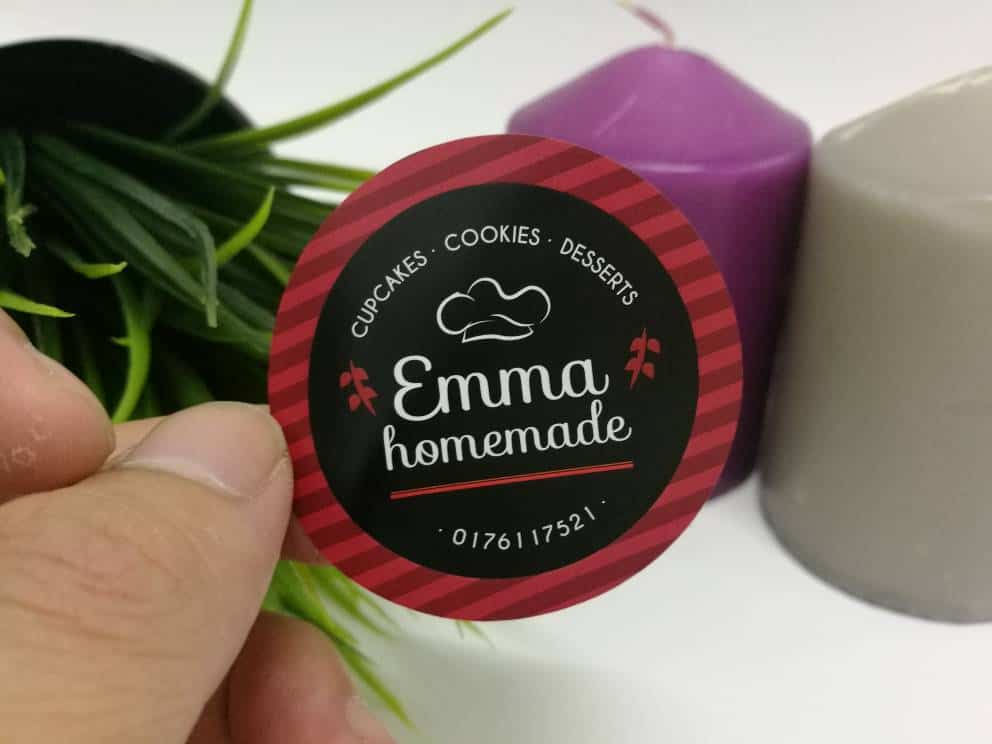 CUPCAKES · COOKIES · DESSERTS
Emma
homemade
· 0176117521 ·